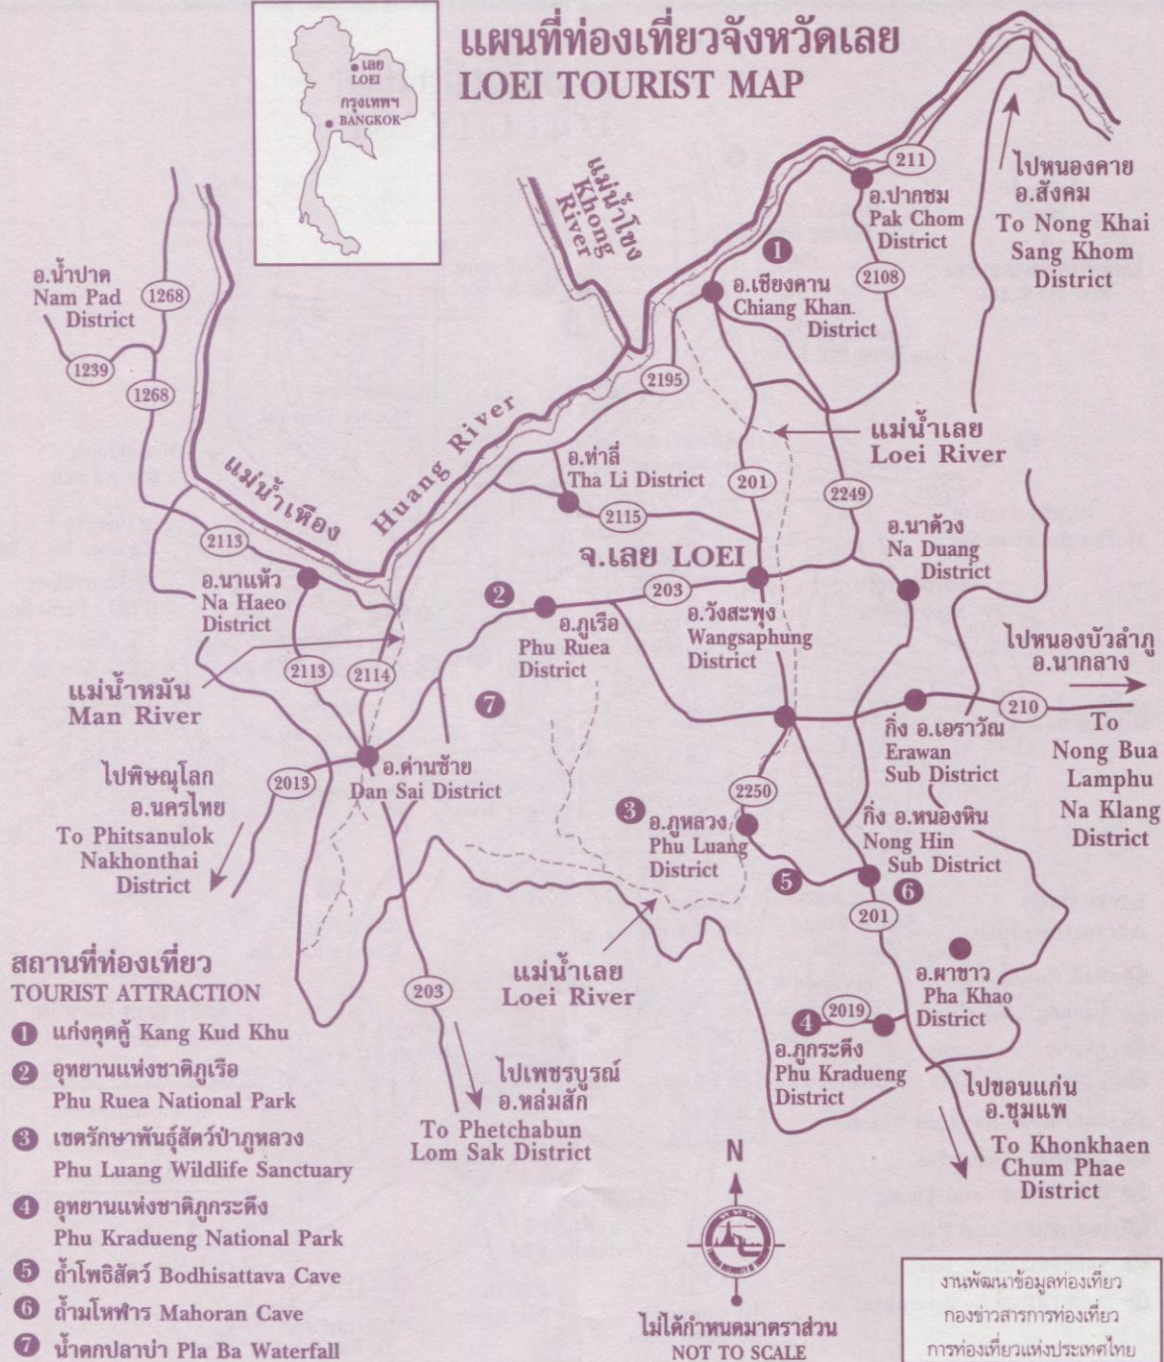 แผนที่ท่องเที่ยวจังหวัดเลย
LOEI TOURIST MAP
เลย
LOEI
กรุงเทพฯ
BANGKOK
แม่น้ำโขง
Khong
River
211
อ.ปากชม
Pak Chom
District
ไปหนองคาย
อ.สังคม
To Nong Khai
Sang Khom
District
1
อ.เชียงคาน
Chiang Khan
District
2108
อ.น้ำปาด
Nam Pad
District
1268
1239
1268
2195
แม่น้ำเลย
Loei River
แม่น้ำเหือง
Huang River
อ.ท่าลี่
Tha Li District
201
2249
2115
2113
อ.นาด้วง
Na Duang
District
จ.เลย LOEI
อ.นาแห้ว
Na Haeo
District
2
203
อ.ภูเรือ
Phu Ruea
District
อ.วังสะพุง
Wangsaphung
District
ไปหนองบัวลำภู
อ.นากลาง
2113
2114
แม่น้ำหมัน
Man River
7
210
To
Nong Bua
Lamphu
Na Klang
District
กิ่ง อ.เอราวัณ
Erawan
Sub District
ไปพิษณุโลก
อ.นครไทย
To Phitsanulok
Nakhonthai
District
2013
อ.ด่านซ้าย
Dan Sai District
2250
3
อ.ภูหลวง
Phu Luang
District
กิ่ง อ.หนองหิน
Nong Hin
Sub District
5
6
201
แม่น้ำเลย
Loei River
203
อ.ผาขาว
Pha Khao
District
4
2019
อ.ภูกระดึง
Phu Kradueng
District
ไปเพชรบูรณ์
อ.หล่มสัก
To Phetchabun
Lom Sak District
ไปขอนแก่น
อ.ชุมแพ
To Khonkhaen
Chum Phae
District
สถานที่ท่องเที่ยว
TOURIST ATTRACTION
1 แก่งคุดคู้ Kang Kud Khu
2 อุทยานแห่งชาติภูเรือ
Phu Ruea National Park
3 เขตรักษาพันธุ์สัตว์ป่าภูหลวง
Phu Luang Wildlife Sanctuary
4 อุทยานแห่งชาติภูกระดึง
Phu Kradueng National Park
5 ถ้ำโพธิสัตว์ Bodhisattava Cave
6 ถ้ำมโหฬาร Mahoran Cave
7 น้ำตกปลาบ่า Pla Ba Waterfall
N
ไม่ได้กำหนดมาตราส่วน
NOT TO SCALE
งานพัฒนาข้อมูลท่องเที่ยว
กองข่าวสารการท่องเที่ยว
การท่องเที่ยวแห่งประเทศไทย